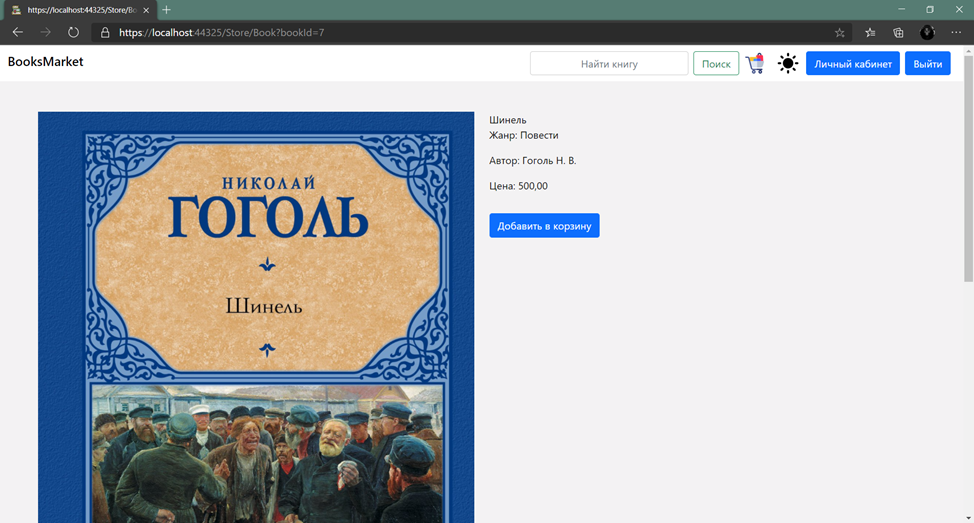 https://localhost:44325/Store/Bo
https://localhost:44325/Store/Book?bookId=7
BooksMarket
Найти книгу
Поиск
Личный кабинет
Выйти
НИКОЛАЙ
ГОГОЛЬ
Шинель
Шинель
Жанр: Повести
Автор: Гоголь Н. В.
Цена: 500,00
Добавить в корзину